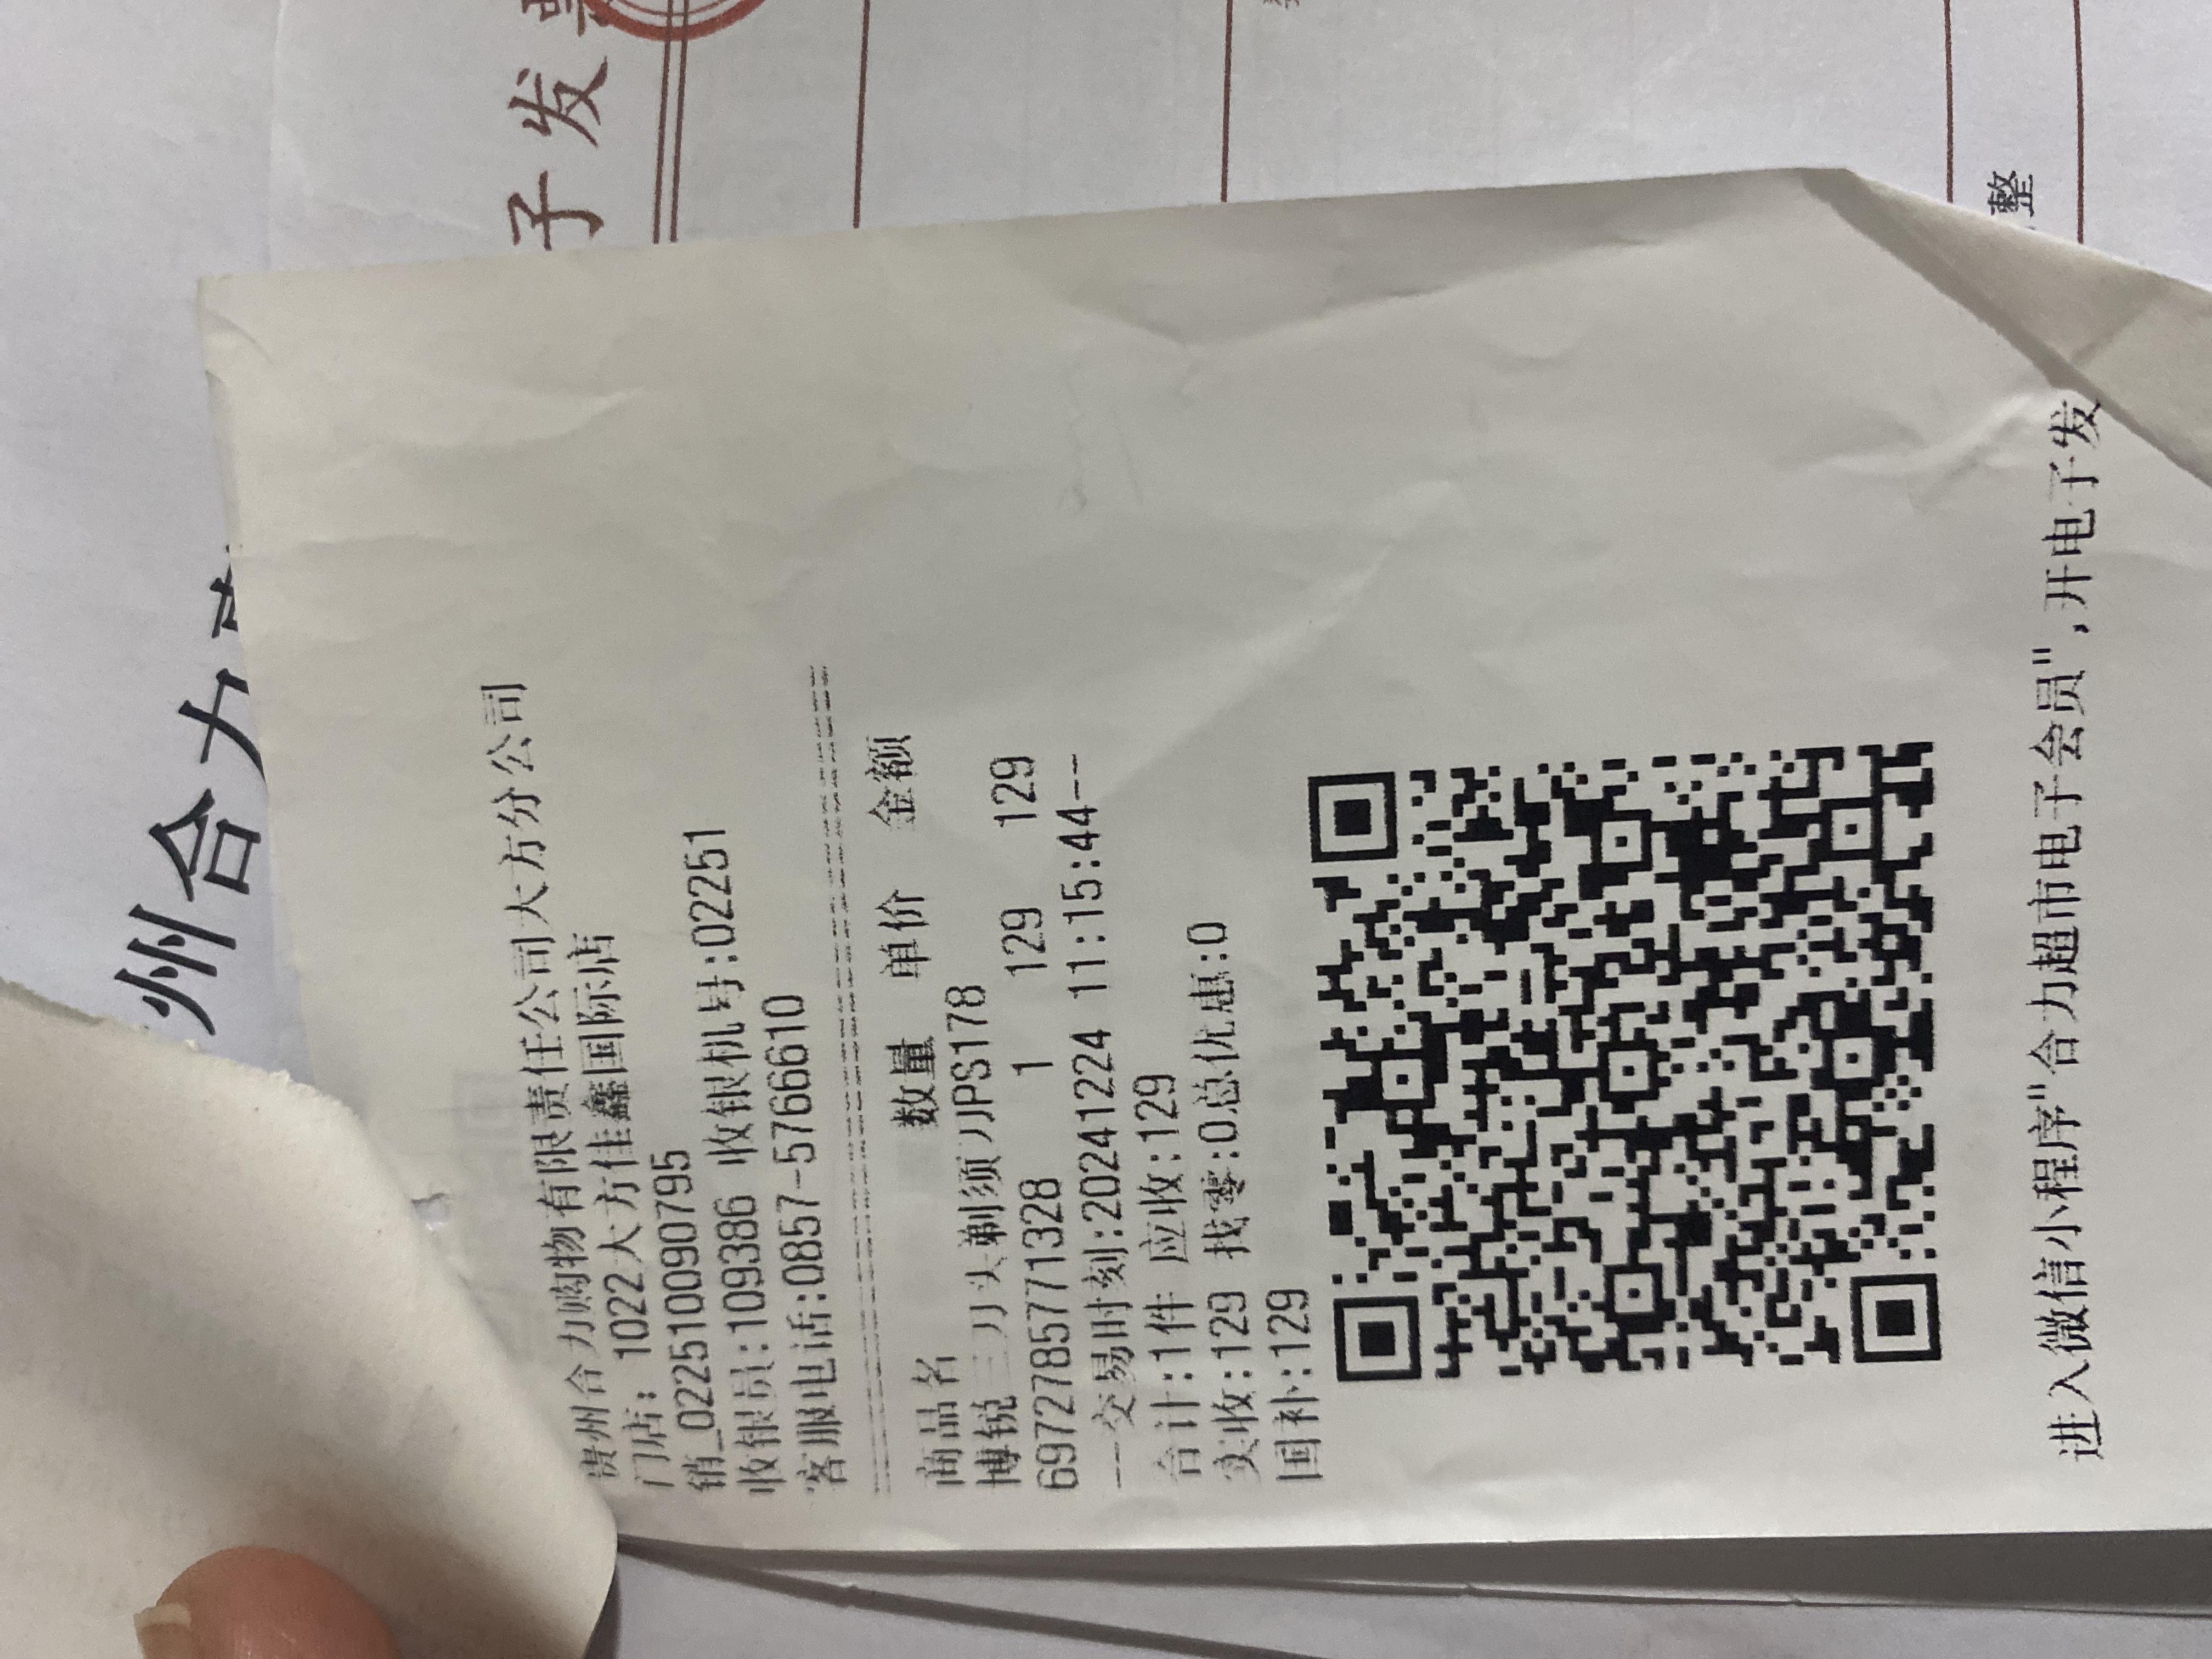 州合力
子发票
整
贵州合力购物有限责任公司大方分公司
门店: 1022大方佳鑫国际店
销_022510090795
收银员:109386 收银机号:02251
客服电话:0857-5766610
商品名 数量 单价 金额
博锐三刀头剃须刀PS178
6972785771328 1 129 129
--交易时刻:20241224 11:15:44--
合计:1件 应收:129
实收:129 找零:0总优惠:0
国补:129
进入微信小程序"合力超市电子会员",开电子发